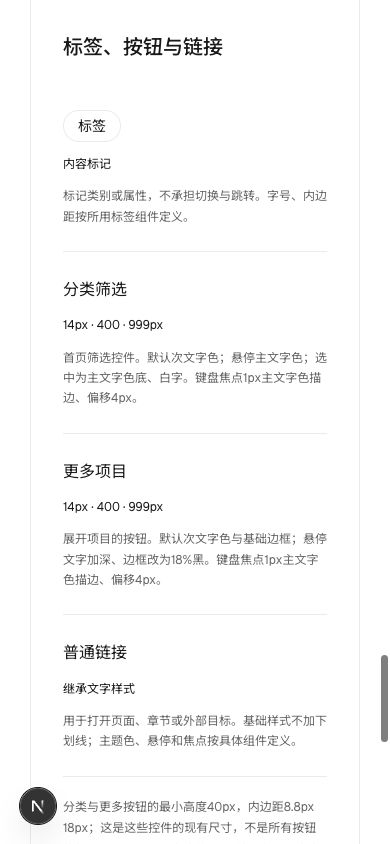 标签、按钮与链接
标签
内容标记
标记类别或属性，不承担切换与跳转。字号、内边
距按所用标签组件定义。
分类筛选
14px · 400 · 999px
首页筛选控件。默认次文字色；悬停主文字色；选
中为主文字色底、白字。键盘焦点1px主文字色描
边、偏移4px。
更多项目
14px · 400 · 999px
展开项目的按钮。默认次文字色与基础边框；悬停
文字加深、边框改为18%黑。键盘焦点1px主文字
色描边、偏移4px。
普通链接
继承文字样式
用于打开页面、章节或外部目标。基础样式不加下
划线；主题色、悬停和焦点按具体组件定义。
N
分类与更多按钮的最小高度40px，内边距8.8px
18px；这是这些控件的现有尺寸，不是所有按钮